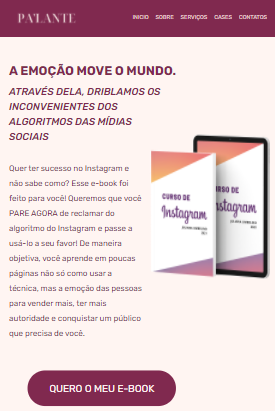 PA'LANTE
INICIO SOBRE SERVIÇOS CASES CONTATOS
A EMOÇÃO MOVE O MUNDO.
ATRAVÉS DELA, DRIBLAMOS OS
INCONVENIENTES DOS
ALGORITMOS DAS MÍDIAS
SOCIAIS
Quer ter sucesso no Instagram e
não sabe como? Esse e-book foi
feito para você! Queremos que você
PARE AGORA de reclamar do
algoritmo do Instagram e passe a
usá-lo a seu favor! De maneira
objetiva, você aprende em poucas
páginas não só como usar a
técnica, mas a emoção das pessoas
para vender mais, ter mais
autoridade e conquistar um público
que precisa de você.
CURSO DE
Instagram
CURSO DE
Instagram
QUERO O MEU E-BOOK